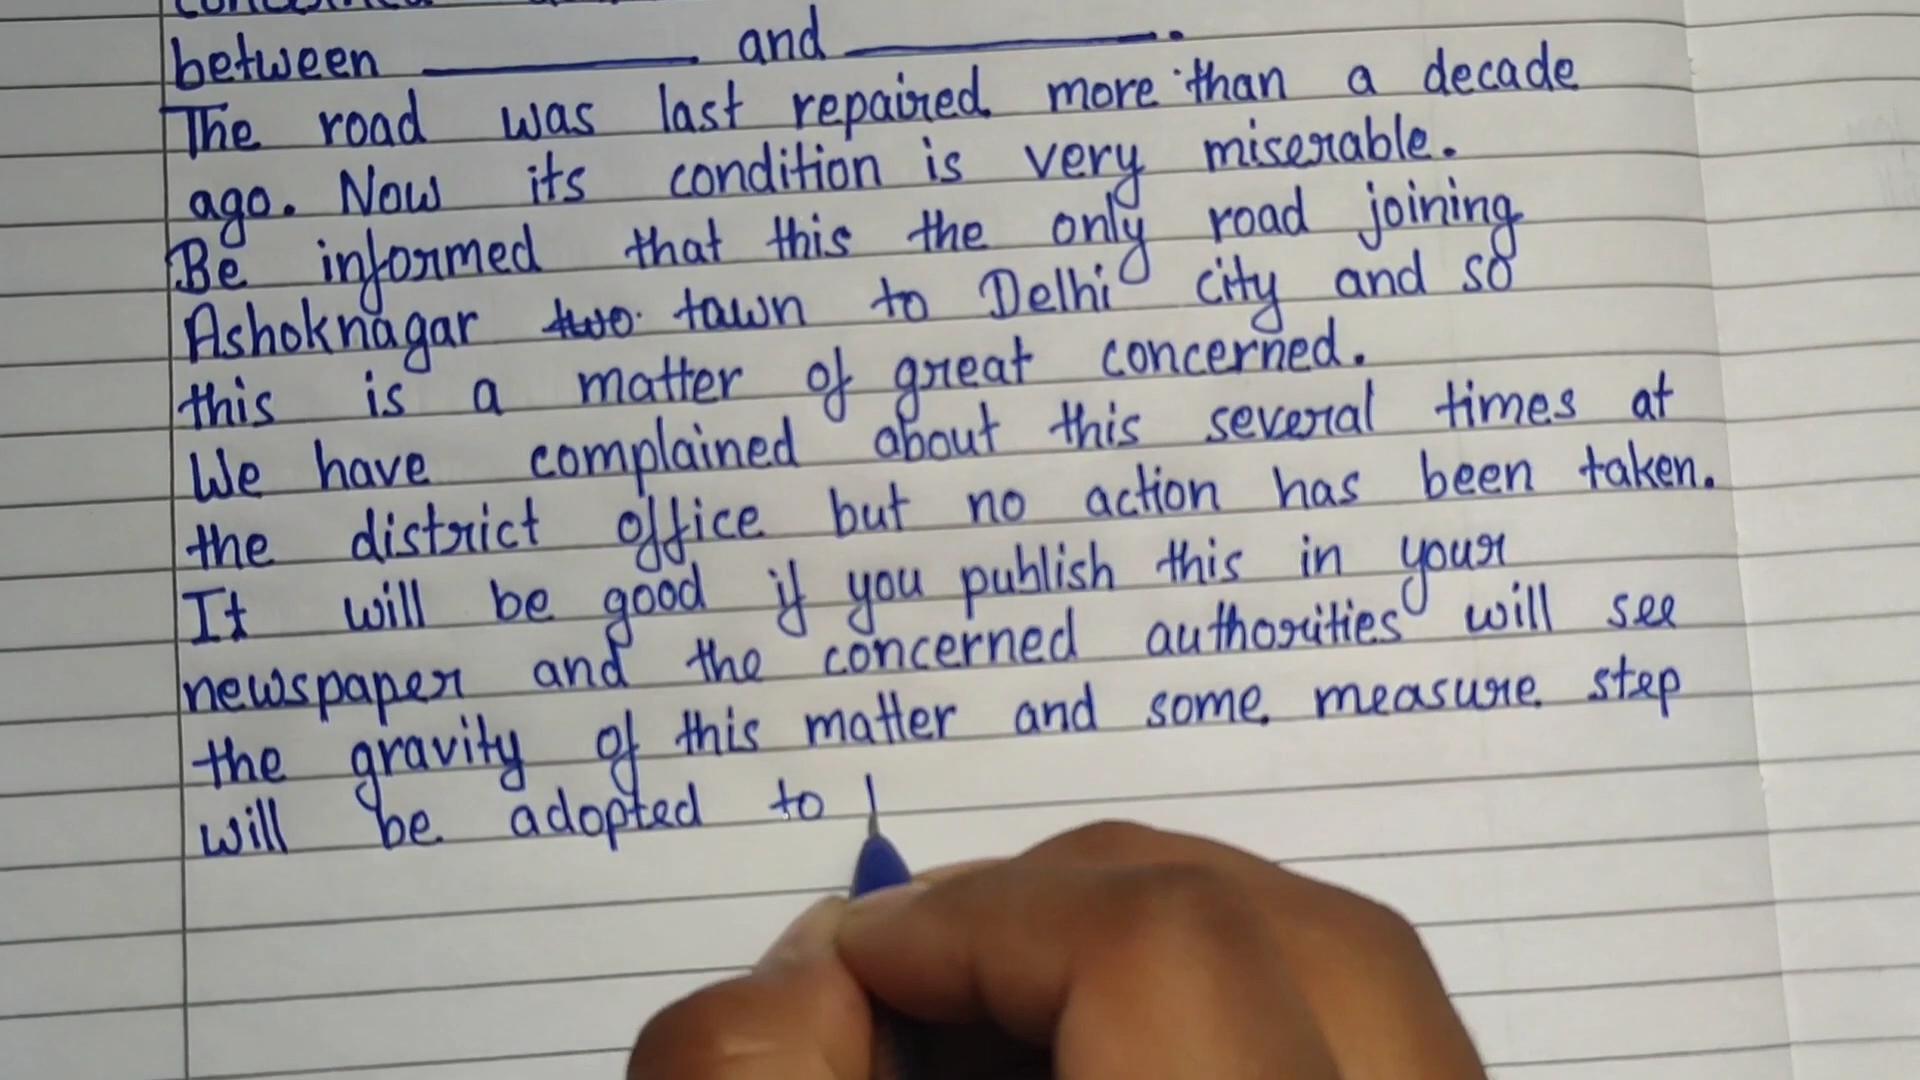 between ________ and ________.
The road was last repaired more than a decade
ago. Now its condition is very miserable.
Be informed that this the only road joining
Ashoknagar two tawn to Delhi city and so
this is a matter of great concerned.
We have complained about this several times at
the district office but no action has been taken.
It will be good if you publish this in your
newspaper and the concerned authorities will see
the gravity of this matter and some measure step
will be adopted to